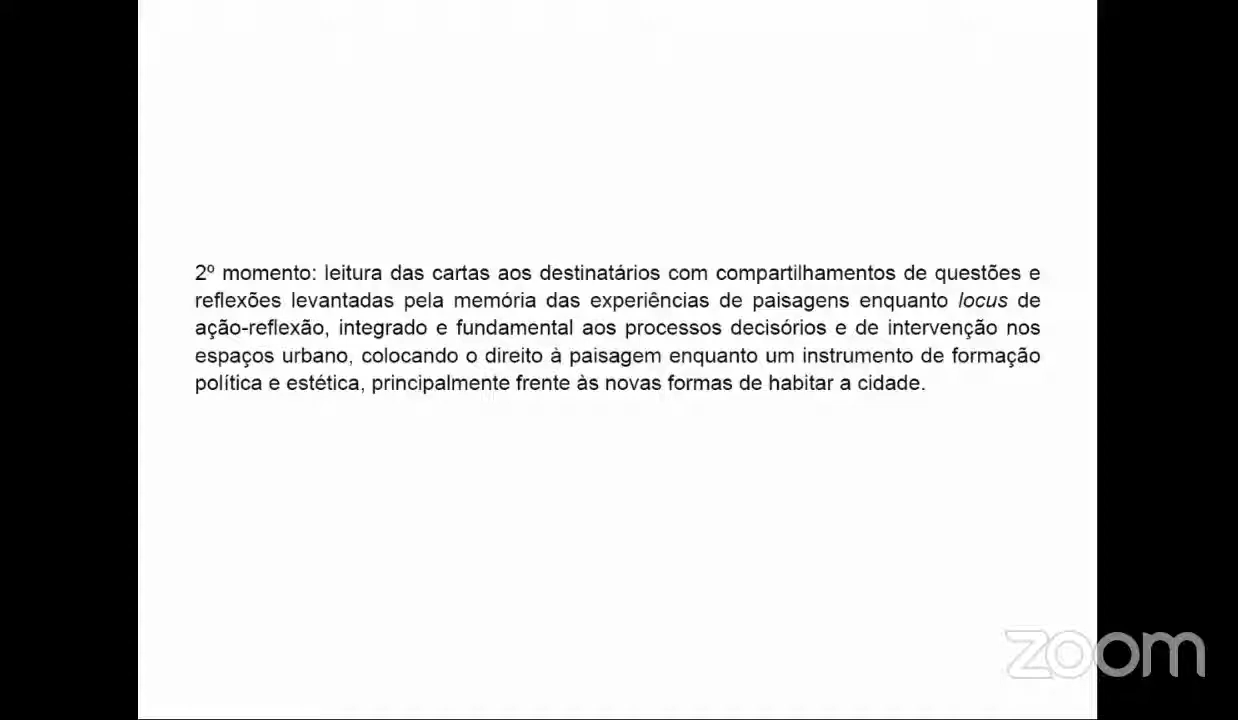 2º momento: leitura das cartas aos destinatários com compartilhamentos de questões e
reflexões levantadas pela memória das experiências de paisagens enquanto locus de
ação-reflexão, integrado e fundamental aos processos decisórios e de intervenção nos
espaços urbano, colocando o direito à paisagem enquanto um instrumento de formação
política e estética, principalmente frente às novas formas de habitar a cidade.
zoom